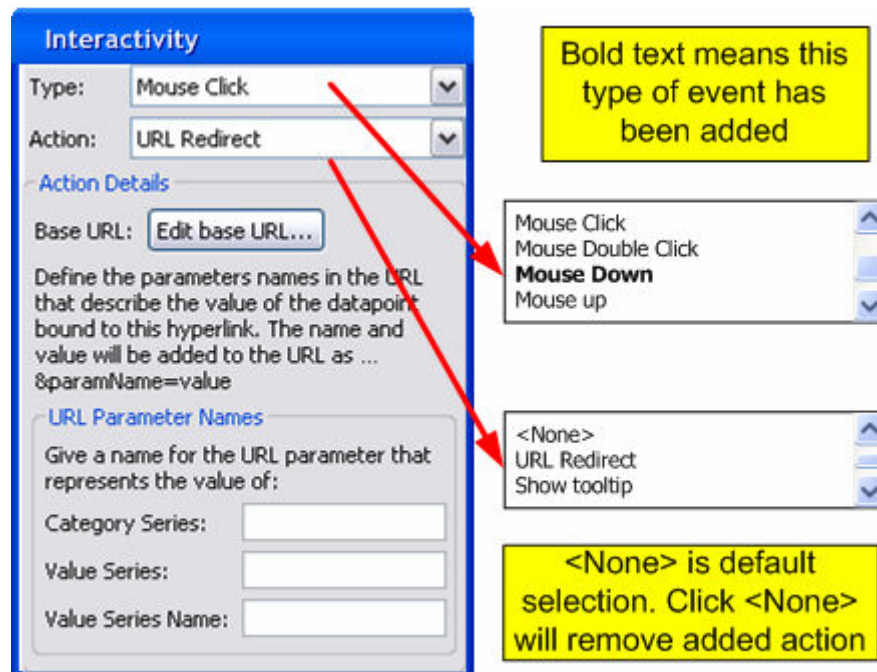 Interactivity
Type: Mouse Click
Action: URL Redirect
Action Details
Base URL: Edit base URL...
Define the parameters names in the URL
that describe the value of the datapoint
bound to this hyperlink. The name and
value will be added to the URL as ...
&paramName=value
URL Parameter Names
Give a name for the URL parameter that
represents the value of:
Category Series:
Value Series:
Value Series Name:
Bold text means this
type of event has
been added
Mouse Click
Mouse Double Click
Mouse Down
Mouse up
<None>
URL Redirect
Show tooltip
<None> is default
selection. Click <None>
will remove added action